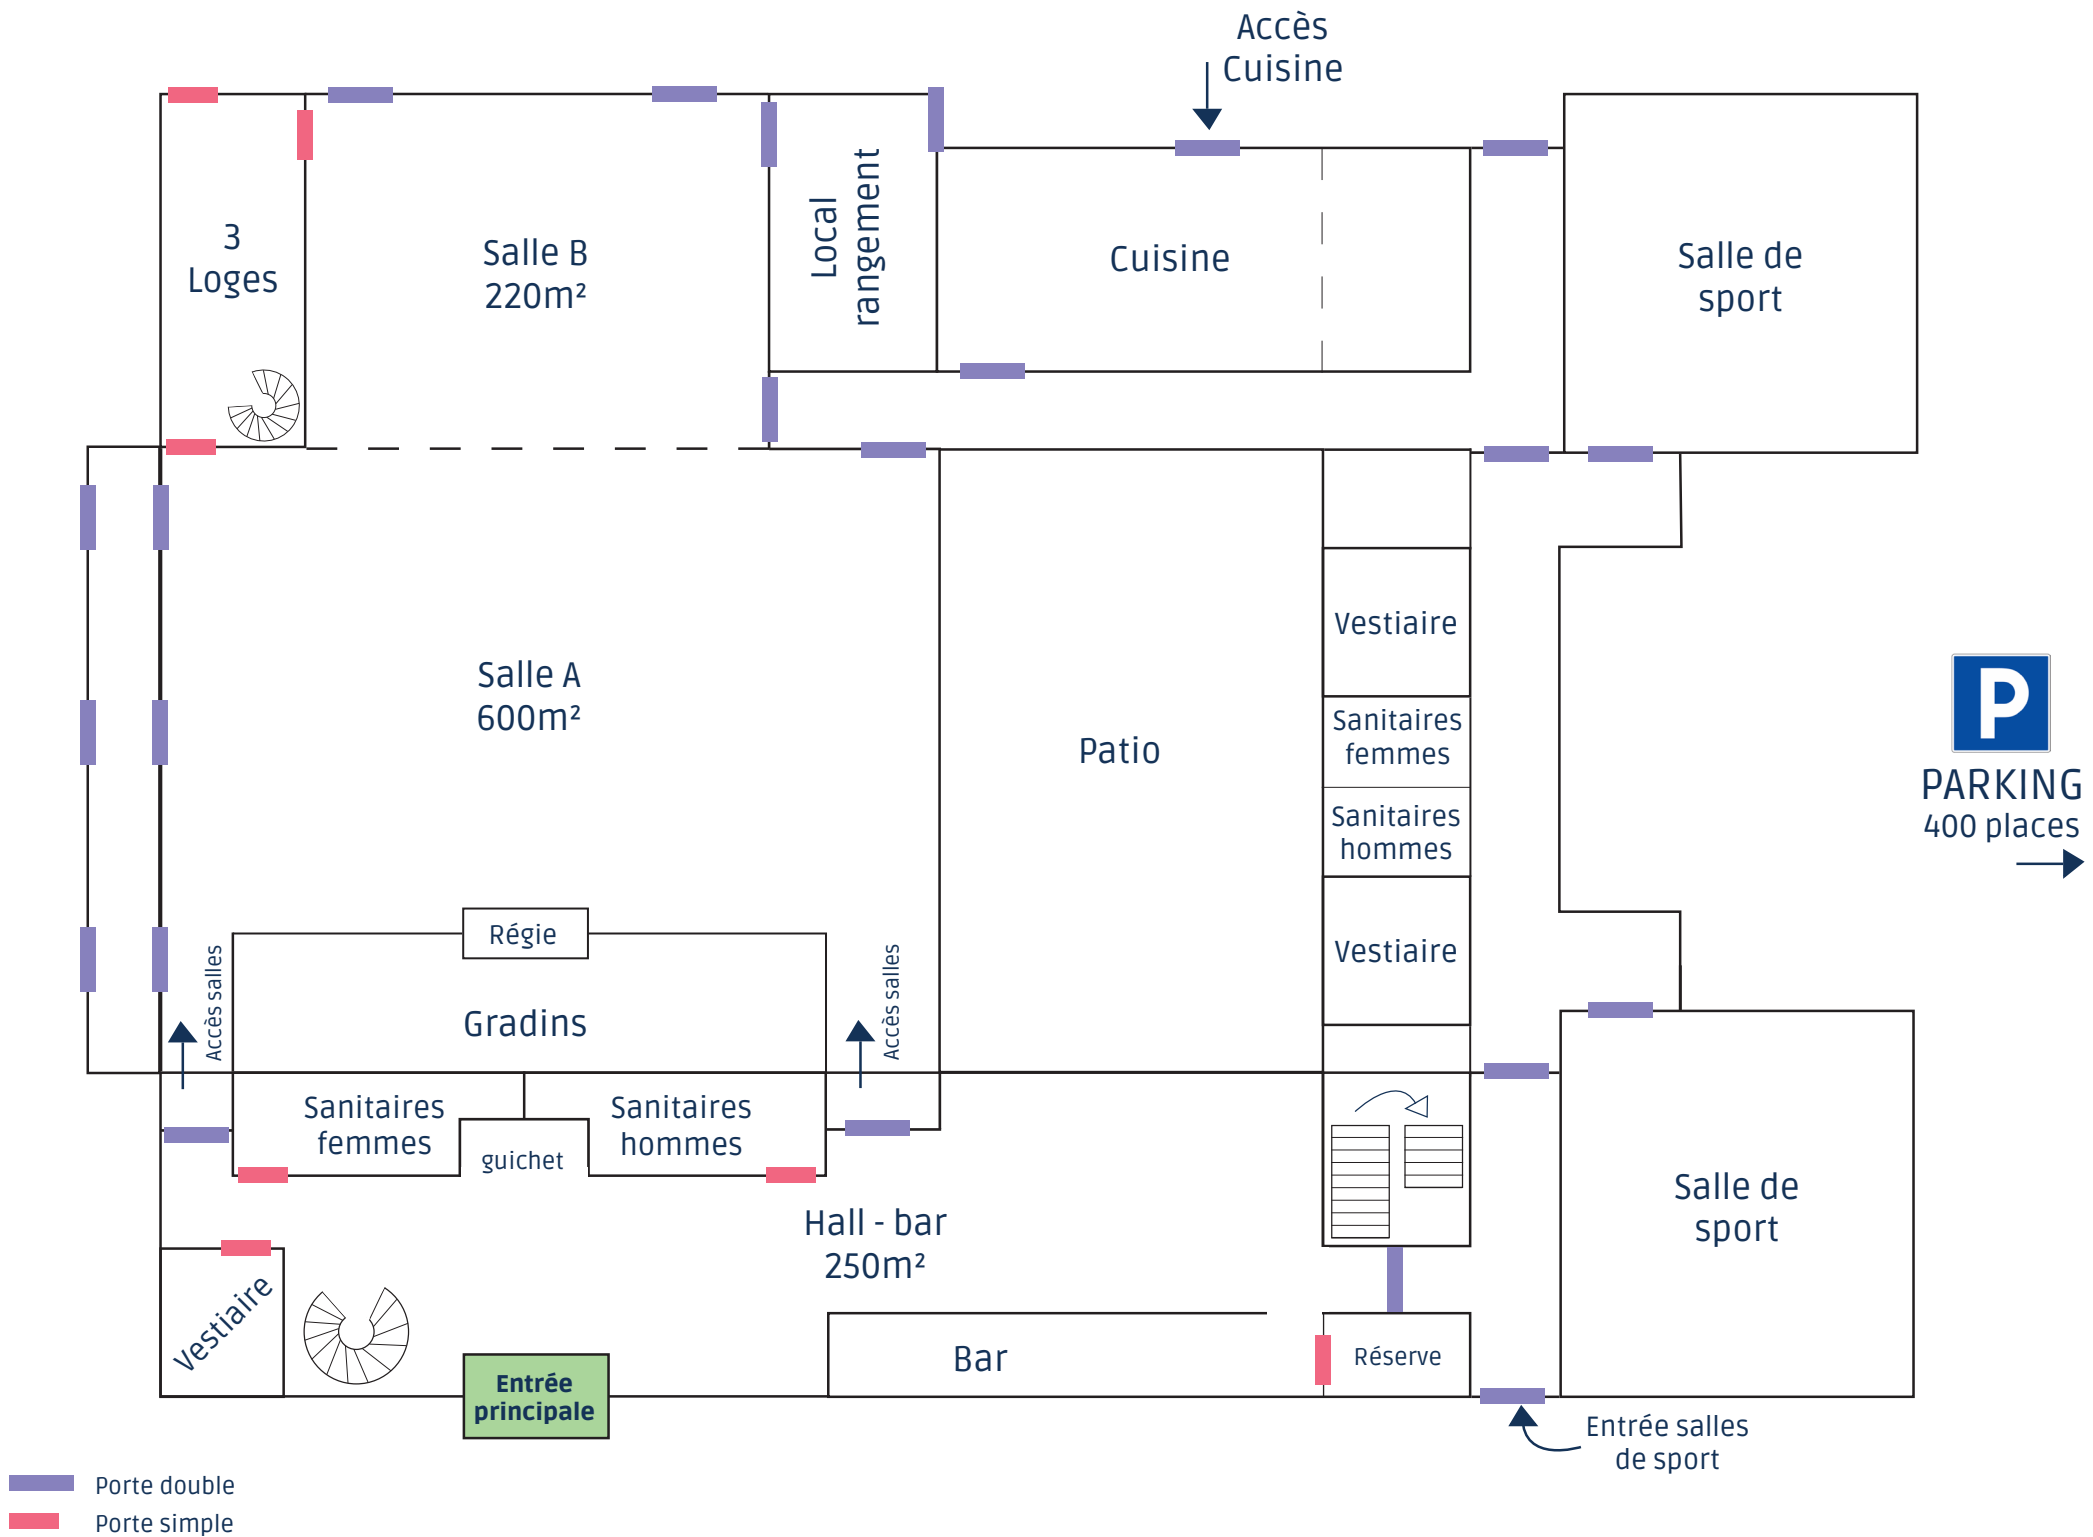 Accès
Cuisine
3
Loges
Salle B
220m²
Local
rangement
Cuisine
Salle de
sport
Salle A
600m²
Patio
Vestiaire
Sanitaires
femmes
Sanitaires
hommes
Vestiaire
P
PARKING
400 places
Régie
Gradins
Accès salles
Accès salles
Sanitaires
femmes
Sanitaires
hommes
guichet
Hall - bar
250m²
Salle de
sport
Vestiaire
Bar
Réserve
Entrée
principale
Entrée salles
de sport
Porte double
Porte simple